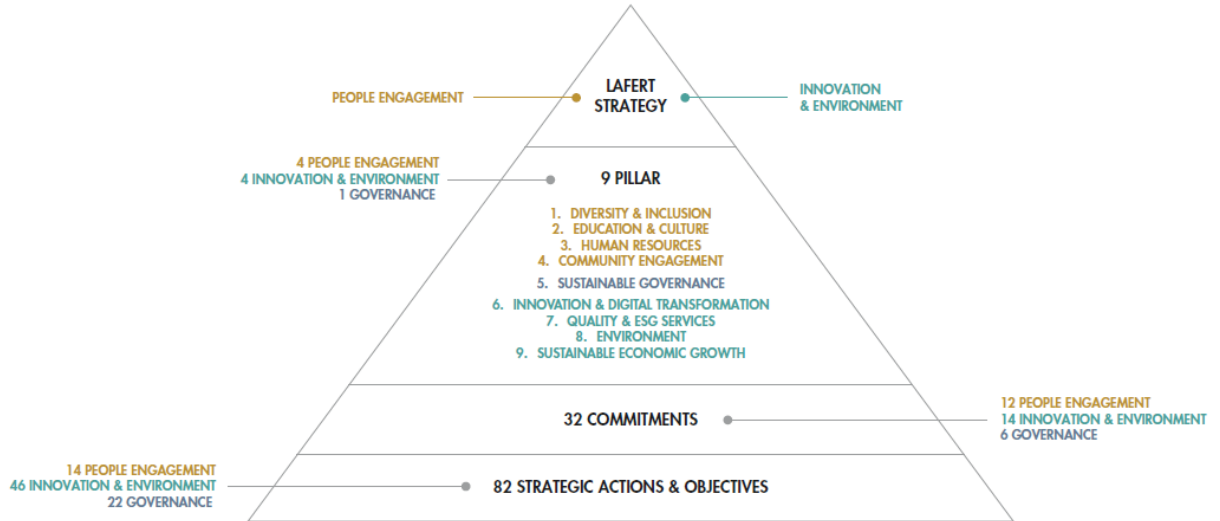 LAFERT
STRATEGY
PEOPLE ENGAGEMENT
INNOVATION
& ENVIRONMENT
4 PEOPLE ENGAGEMENT
4 INNOVATION & ENVIRONMENT
1 GOVERNANCE
9 PILLAR
1. DIVERSITY & INCLUSION
2. EDUCATION & CULTURE
3. HUMAN RESOURCES
4. COMMUNITY ENGAGEMENT
5. SUSTAINABLE GOVERNANCE
6. INNOVATION & DIGITAL TRANSFORMATION
7. QUALITY & ESG SERVICES
8. ENVIRONMENT
9. SUSTAINABLE ECONOMIC GROWTH
32 COMMITMENTS
12 PEOPLE ENGAGEMENT
14 INNOVATION & ENVIRONMENT
6 GOVERNANCE
14 PEOPLE ENGAGEMENT
46 INNOVATION & ENVIRONMENT
22 GOVERNANCE
82 STRATEGIC ACTIONS & OBJECTIVES